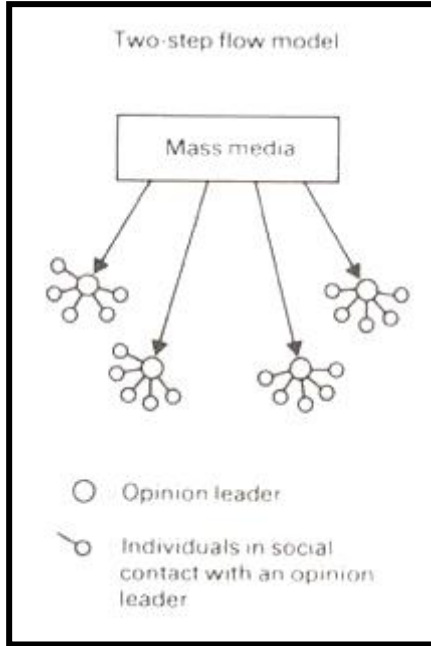 Two-step flow model
Mass media
Opinion leader
Individuals in social
contact with an opinion
leader